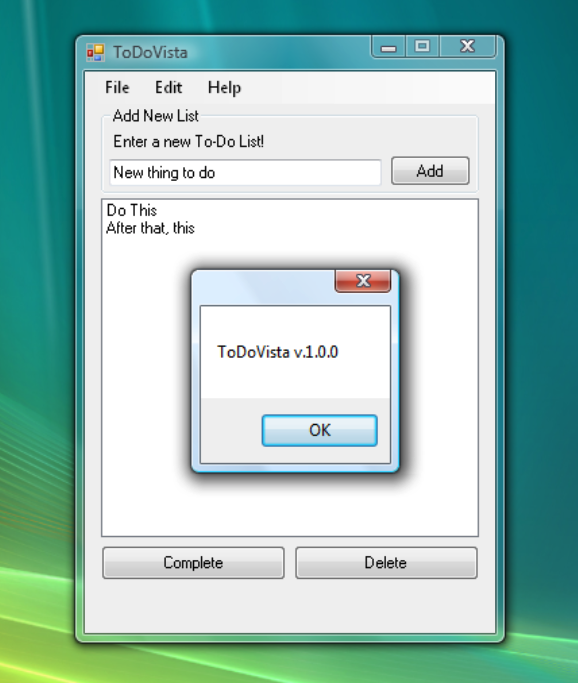 ToDoVista
File Edit Help
Add New List
Enter a new To-Do List!
New thing to do
Add
Do This
After that, this
ToDoVista v.1.0.0
OK
Complete Delete